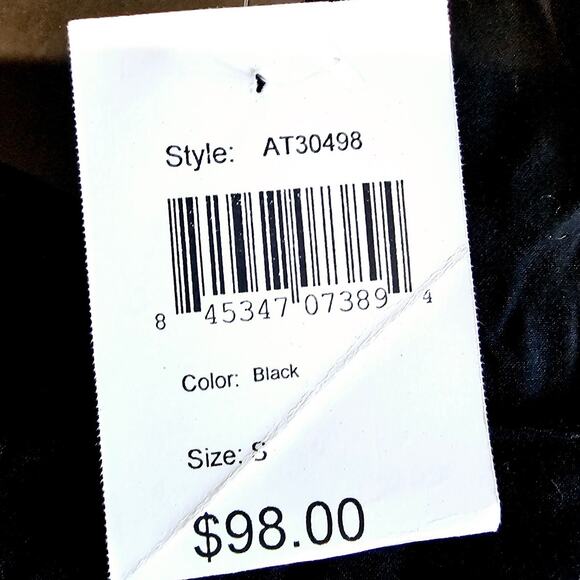 Style: AT30498
8 45347 07389 4
Color: Black
Size: S
$98.00